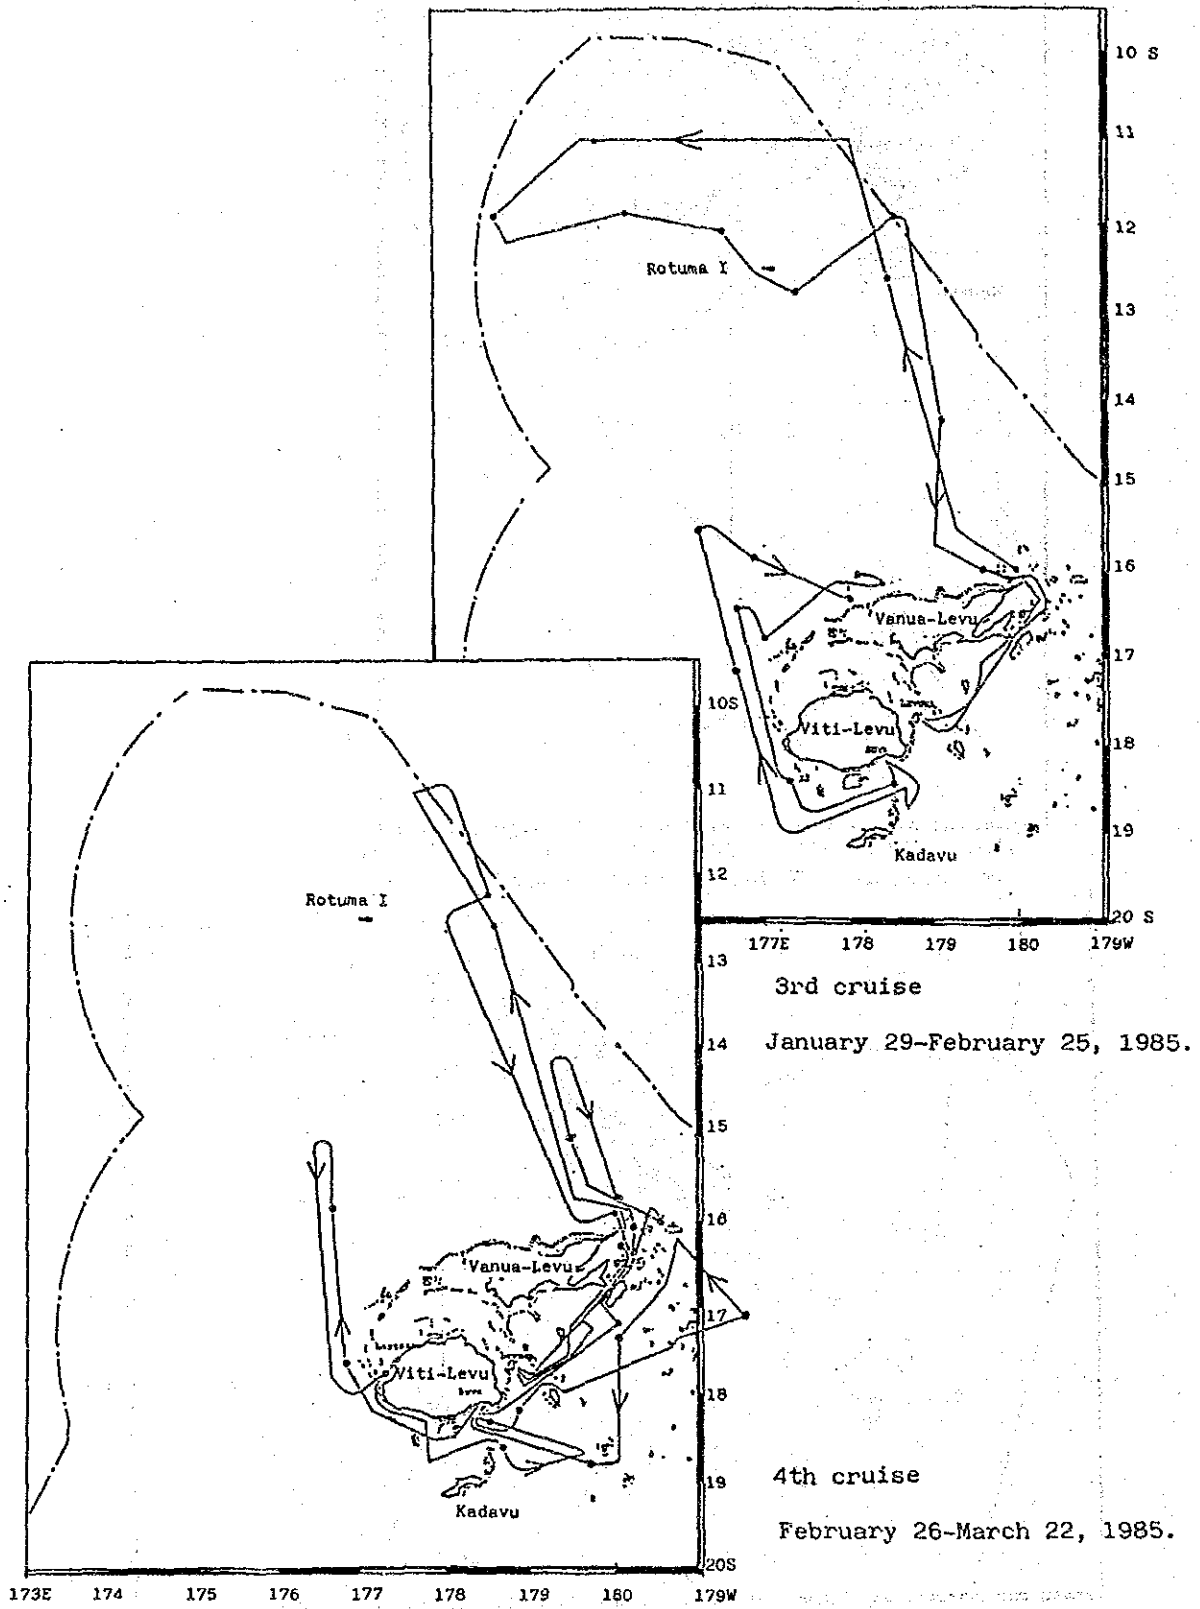 10 S
11
12
Rotuma I
13
14
15
16
Vanua-Levu
17
Viti-Levu
18
19
Kadavu
20 S
177E 178 179 180 179W
3rd cruise
January 29-February 25, 1985.
10S
11
12
Rotuma I
13
14
15
16
Vanua-Levu
17
Viti-Levu
18
19
Kadavu
20S
173E 174 175 176 177 178 179 180 179W
4th cruise
February 26-March 22, 1985.